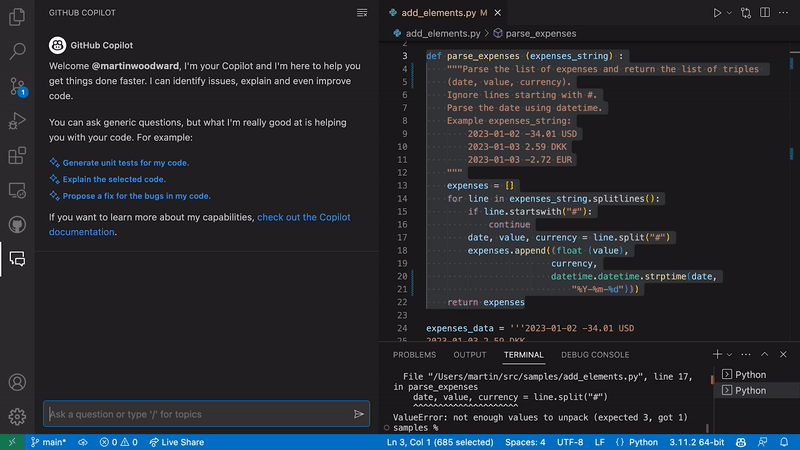 GITHUB COPILOT
GitHub Copilot
Welcome @martinwoodward, I'm your Copilot and I'm here to help you
get things done faster. I can identify issues, explain and even improve
code.
You can ask generic questions, but what I'm really good at is helping
you with your code. For example:
Generate unit tests for my code.
Explain the selected code.
Propose a fix for the bugs in my code.
If you want to learn more about my capabilities, check out the Copilot
documentation.
1
Ask a question or type '/' for topics
add_elements.py M
add_elements.py > parse_expenses
2
3 def parse_expenses (expenses_string) :
4 """Parse the list of expenses and return the list of triples
5 (date, value, currency).
6 Ignore lines starting with #.
7 Parse the date using datetime.
8 Example expenses_string:
9 2023-01-02 -34.01 USD
10 2023-01-03 2.59 DKK
11 2023-01-03 -2.72 EUR
12 """
13 expenses = []
14 for line in expenses_string.splitlines():
15 if line.startswith("#"):
16 continue
17 date, value, currency = line.split("#")
18 expenses.append((float (value),
19 currency,
20 datetime.datetime.strptime(date,
21 "%Y-%m-%d")))
22 return expenses
23
24 expenses_data = '''2023-01-02 -34.01 USD
25 2023-01-03 2.59 DKK
PROBLEMS OUTPUT TERMINAL DEBUG CONSOLE
File "/Users/martin/src/samples/add_elements.py", line 17,
in parse_expenses
date, value, currency = line.split("#")
^^^^^^^^^^^^^^^^^^^^^
ValueError: not enough values to unpack (expected 3, got 1)
samples %
Python
Python
main* 0 0 Live Share Ln 3, Col 1 (685 selected) Spaces: 4 UTF-8 LF Python 3.11.2 64-bit